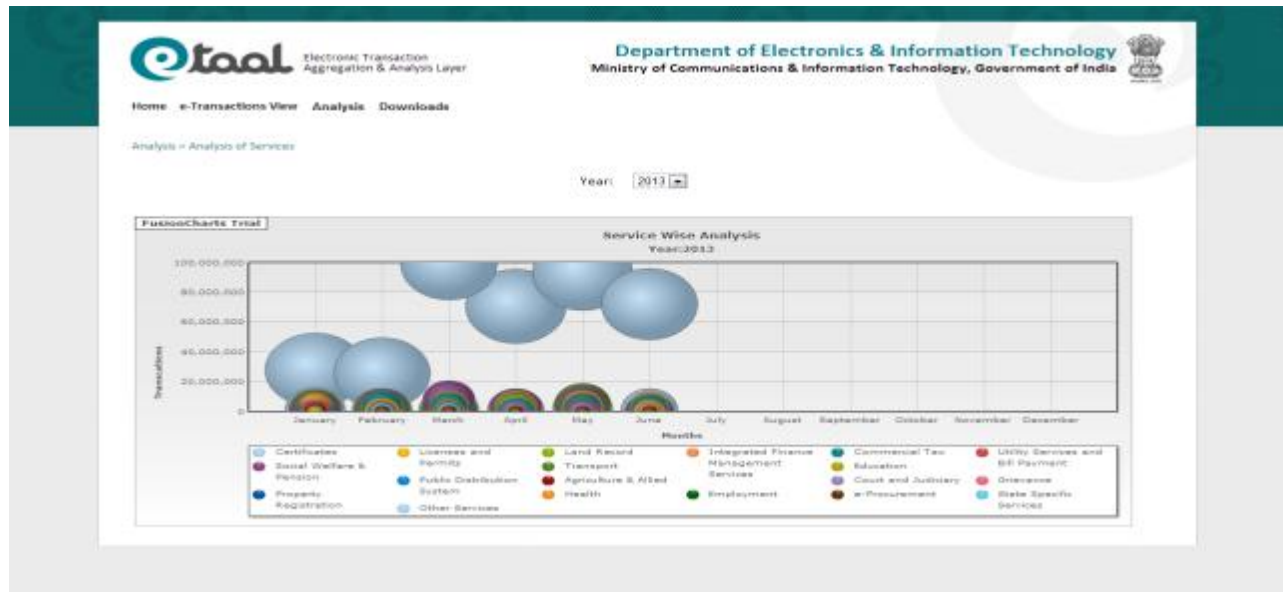 etaal
Electronic Transaction
Aggregation & Analysis Layer
Department of Electronics & Information Technology
Ministry of Communications & Information Technology, Government of India
Home e-Transactions View Analysis Downloads
Analysis » Analysis of Services
Year: 2013
FusionCharts Trial
Service Wise Analysis
Year:2013
100,000,000
80,000,000
60,000,000
40,000,000
20,000,000
0
Transactions
January February March April May June July August September October November December
Months
Certificates
Social Welfare &
Pension
Property
Registration
Licenses and
Permits
Public Distribution
System
Other Services
Land Record
Transport
Agriculture & Allied
Health
Integrated Finance
Management
Services
Employment
Commercial Tax
Education
Court and Judiciary
e-Procurement
Utility Services and
Bill Payment
Grievance
State Specific
Services